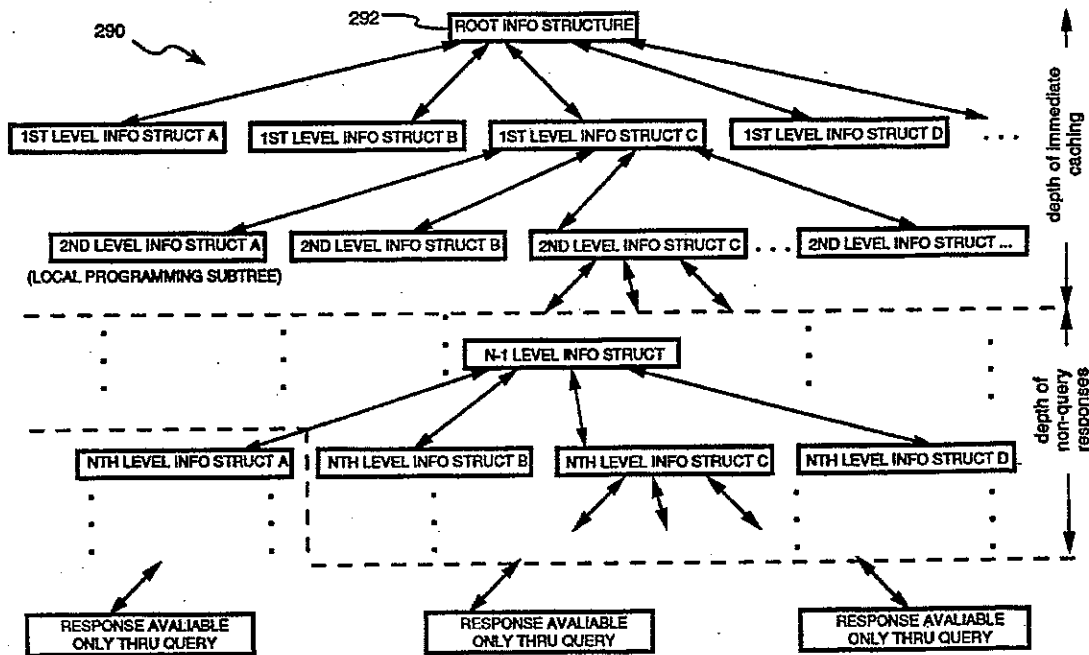 292
ROOT INFO STRUCTURE
290
1ST LEVEL INFO STRUCT A
1ST LEVEL INFO STRUCT B
1ST LEVEL INFO STRUCT C
1ST LEVEL INFO STRUCT D
. . .
depth of immediate
caching
2ND LEVEL INFO STRUCT A
(LOCAL PROGRAMMING SUBTREE)
2ND LEVEL INFO STRUCT B
2ND LEVEL INFO STRUCT C
. . .
2ND LEVEL INFO STRUCT ...
N-1 LEVEL INFO STRUCT
depth of
non-query
responses
NTH LEVEL INFO STRUCT A
NTH LEVEL INFO STRUCT B
NTH LEVEL INFO STRUCT C
NTH LEVEL INFO STRUCT D
RESPONSE AVALIABLE
ONLY THRU QUERY
RESPONSE AVALIABLE
ONLY THRU QUERY
RESPONSE AVALIABLE
ONLY THRU QUERY